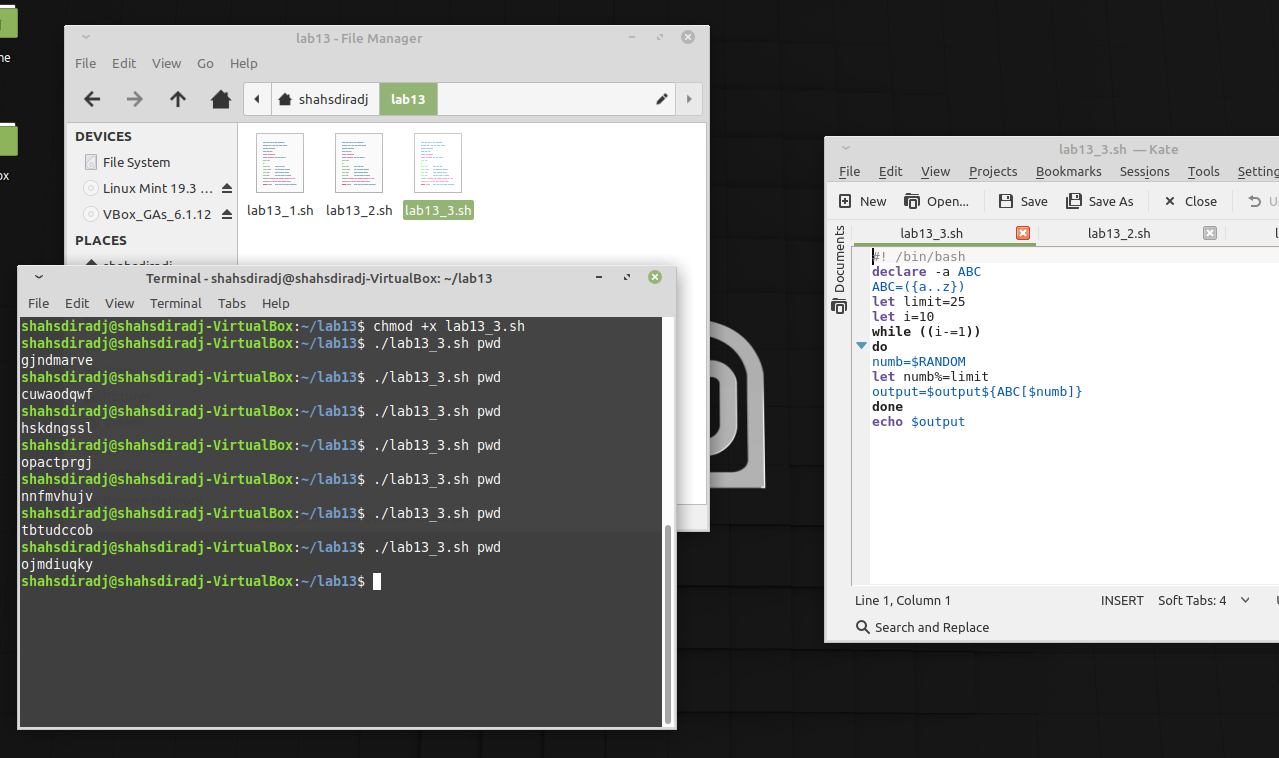 ne
ox
lab13 - File Manager
File Edit View Go Help
shahsdiradj lab13
DEVICES
File System
Linux Mint 19.3 ...
VBox_GAs_6.1.12
PLACES
shahsdiradj
lab13_1.sh lab13_2.sh lab13_3.sh
Terminal - shahsdiradj@shahsdiradj-VirtualBox: ~/lab13
File Edit View Terminal Tabs Help
shahsdiradj@shahsdiradj-VirtualBox:~/lab13$ chmod +x lab13_3.sh
shahsdiradj@shahsdiradj-VirtualBox:~/lab13$ ./lab13_3.sh pwd
gjndmarve
shahsdiradj@shahsdiradj-VirtualBox:~/lab13$ ./lab13_3.sh pwd
cuwaodqwf
shahsdiradj@shahsdiradj-VirtualBox:~/lab13$ ./lab13_3.sh pwd
hskdngssl
shahsdiradj@shahsdiradj-VirtualBox:~/lab13$ ./lab13_3.sh pwd
opactprgj
shahsdiradj@shahsdiradj-VirtualBox:~/lab13$ ./lab13_3.sh pwd
nnfmvhujv
shahsdiradj@shahsdiradj-VirtualBox:~/lab13$ ./lab13_3.sh pwd
tbtudccob
shahsdiradj@shahsdiradj-VirtualBox:~/lab13$ ./lab13_3.sh pwd
ojmdiuqky
shahsdiradj@shahsdiradj-VirtualBox:~/lab13$
lab13_3.sh — Kate
File Edit View Projects Bookmarks Sessions Tools Setting
New Open... Save Save As Close U
lab13_3.sh lab13_2.sh l
Documents
#! /bin/bash
declare -a ABC
ABC=({a..z})
let limit=25
let i=10
while ((i-=1))
do
numb=$RANDOM
let numb%=limit
output=$output${ABC[$numb]}
done
echo $output
Line 1, Column 1 INSERT Soft Tabs: 4
Search and Replace